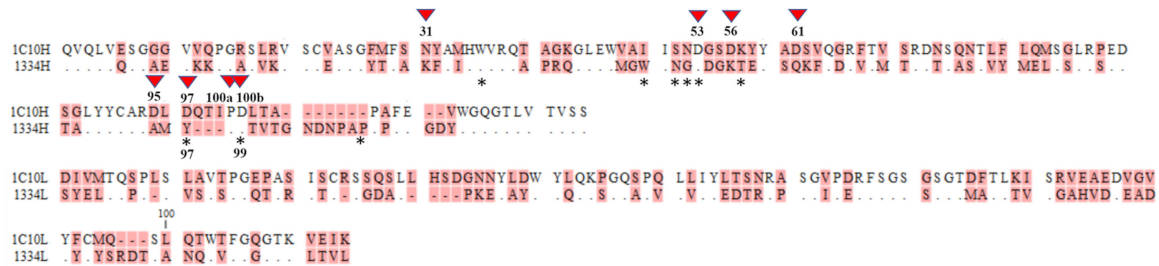 31 53 56 61
1C10H QVQLVESGGG VVQPGRSLRV SCVASGFMFS NYAMHWVRQT AGKGLEWVAI ISNDGSDKYY ADSVQGRFTV SRDNSQNTLF LQMSGLRPED
1334H . . . . . Q . AE . KK . . A . VK . . . E . . . YT . A KF . I . . . . A PRQ . . . . MGW . NG . DGKTE . SQKF . D . V . MT . . T . AS . VY MEL . S . . S . .
* * * * * *
95 97 100a 100b
1C10H SGLYYCARDL DQTIPDLTA- ------PAFE --VWGQGTLV TVSS
1334H TA . . . . . . AM Y--- . . TVTG NDNPAP . P . . GDY . . . . . . . . . . .
* * *
97 99
1C10L DIVMTQSPLS LAVTPGEPAS ISCRSSQSLL HSDGNNYLDW YLQKPGQSPQ LLIYLTSNRA SGVPDRFSGS GSGTDFTLKI SRVEAEDVGV
1334L SYEL . . P . - . VS . S . . QT . R . T . - . GDA . . - ---PKE . AY . . Q . . . S . . A . V . V . . EDTR . P . . I . E . . . . . S . . . . MA . . TV . GAHVD . EAD
100
1C10L YFCMQ---SL QTWTFGQGTK VEIK
1334L . Y . YSRDT . A NQ . V . . G . . . LTVL